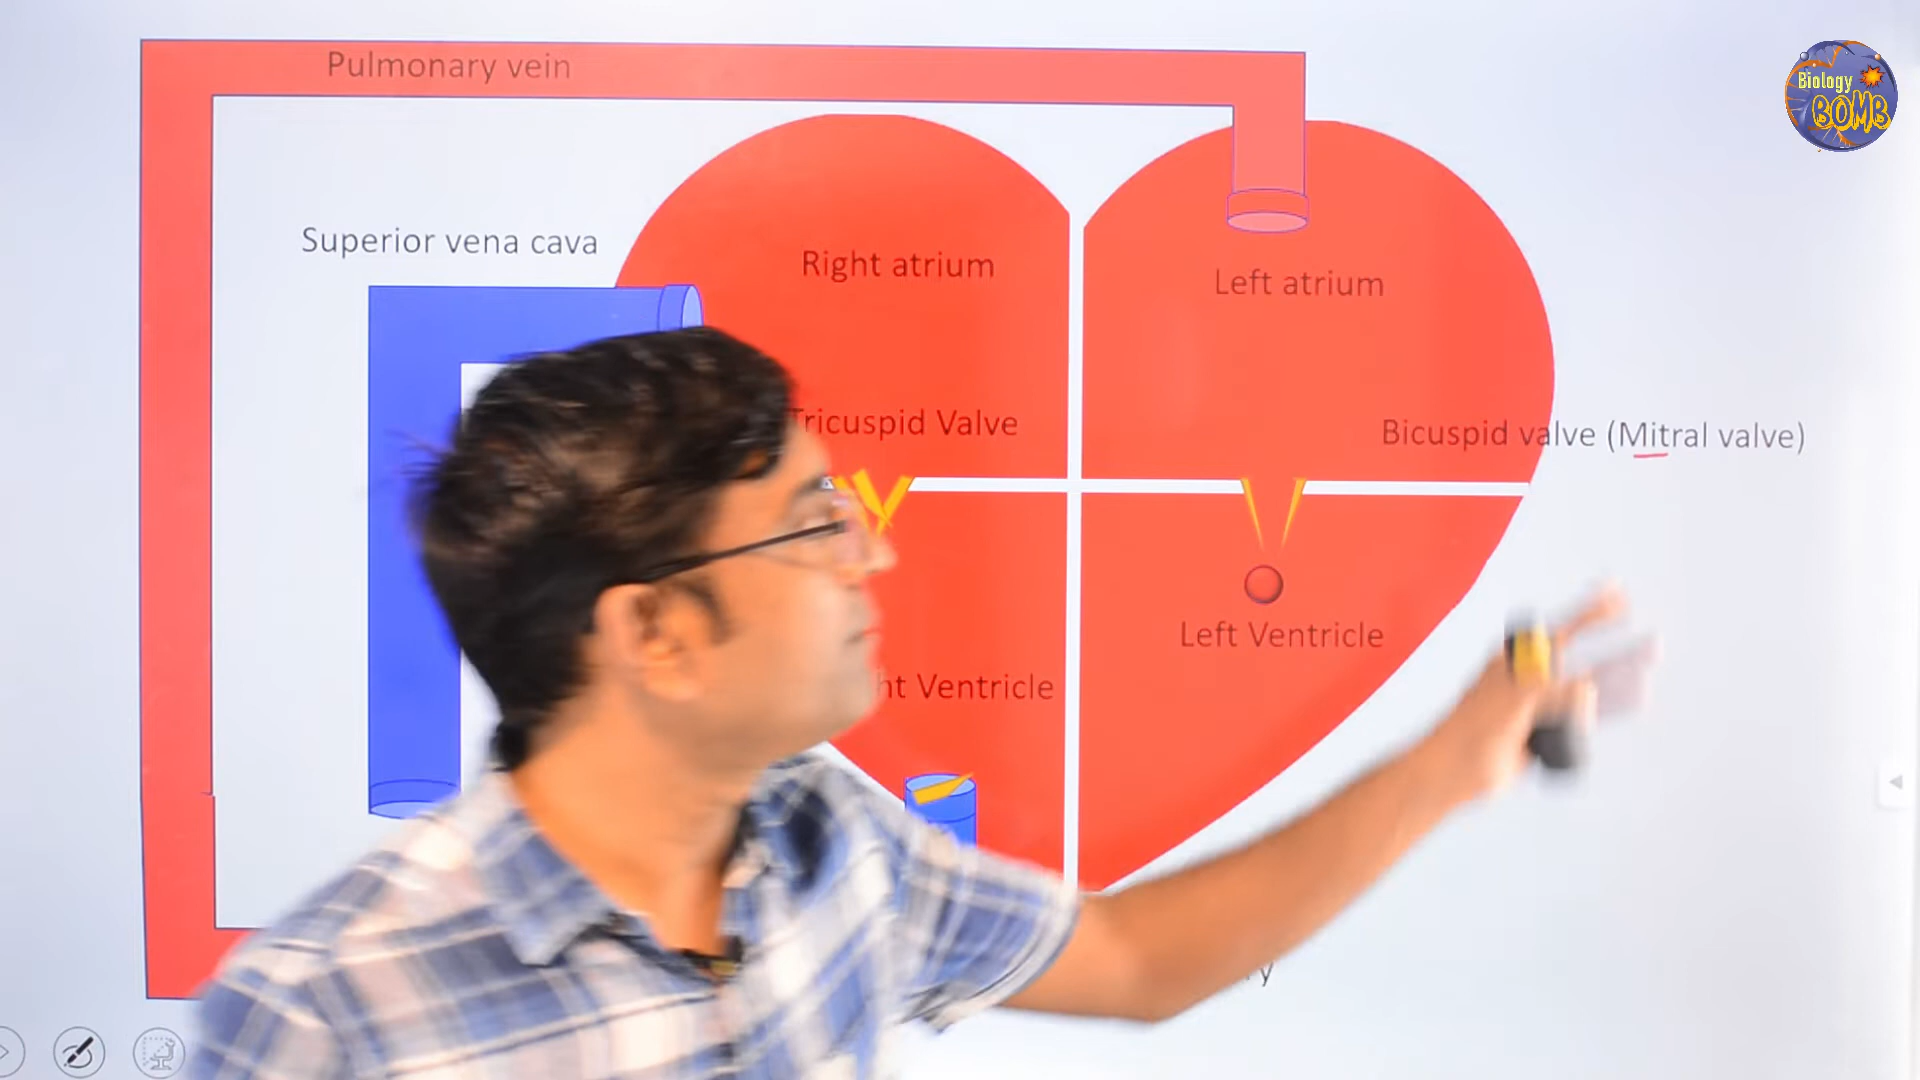 Pulmonary vein
Biology
BOMB
Superior vena cava
Right atrium
Left atrium
Tricuspid Valve
Bicuspid valve (Mitral valve)
Left Ventricle
Ventricle